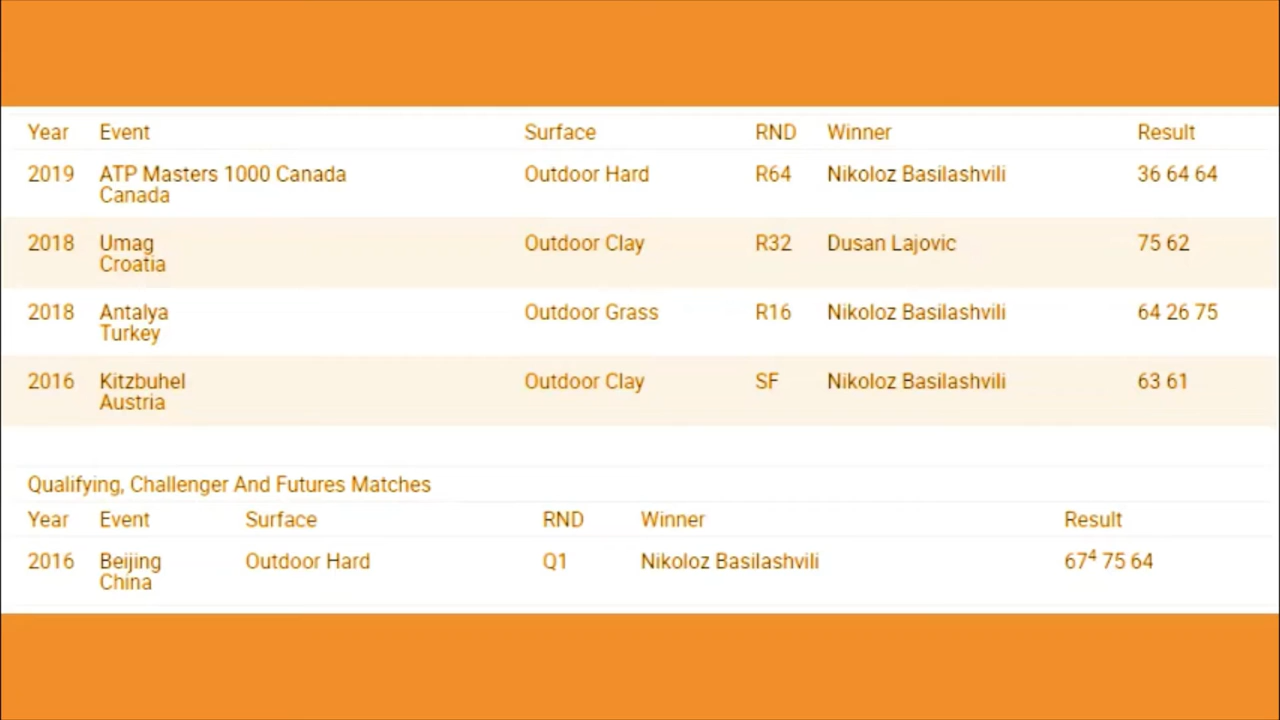 Year Event Surface RND Winner Result
2019 ATP Masters 1000 Canada Outdoor Hard R64 Nikoloz Basilashvili 36 64 64
Canada
2018 Umag Outdoor Clay R32 Dusan Lajovic 75 62
Croatia
2018 Antalya Outdoor Grass R16 Nikoloz Basilashvili 64 26 75
Turkey
2016 Kitzbuhel Outdoor Clay SF Nikoloz Basilashvili 63 61
Austria
Qualifying, Challenger And Futures Matches
Year Event Surface RND Winner Result
2016 Beijing Outdoor Hard Q1 Nikoloz Basilashvili 67⁴ 75 64
China